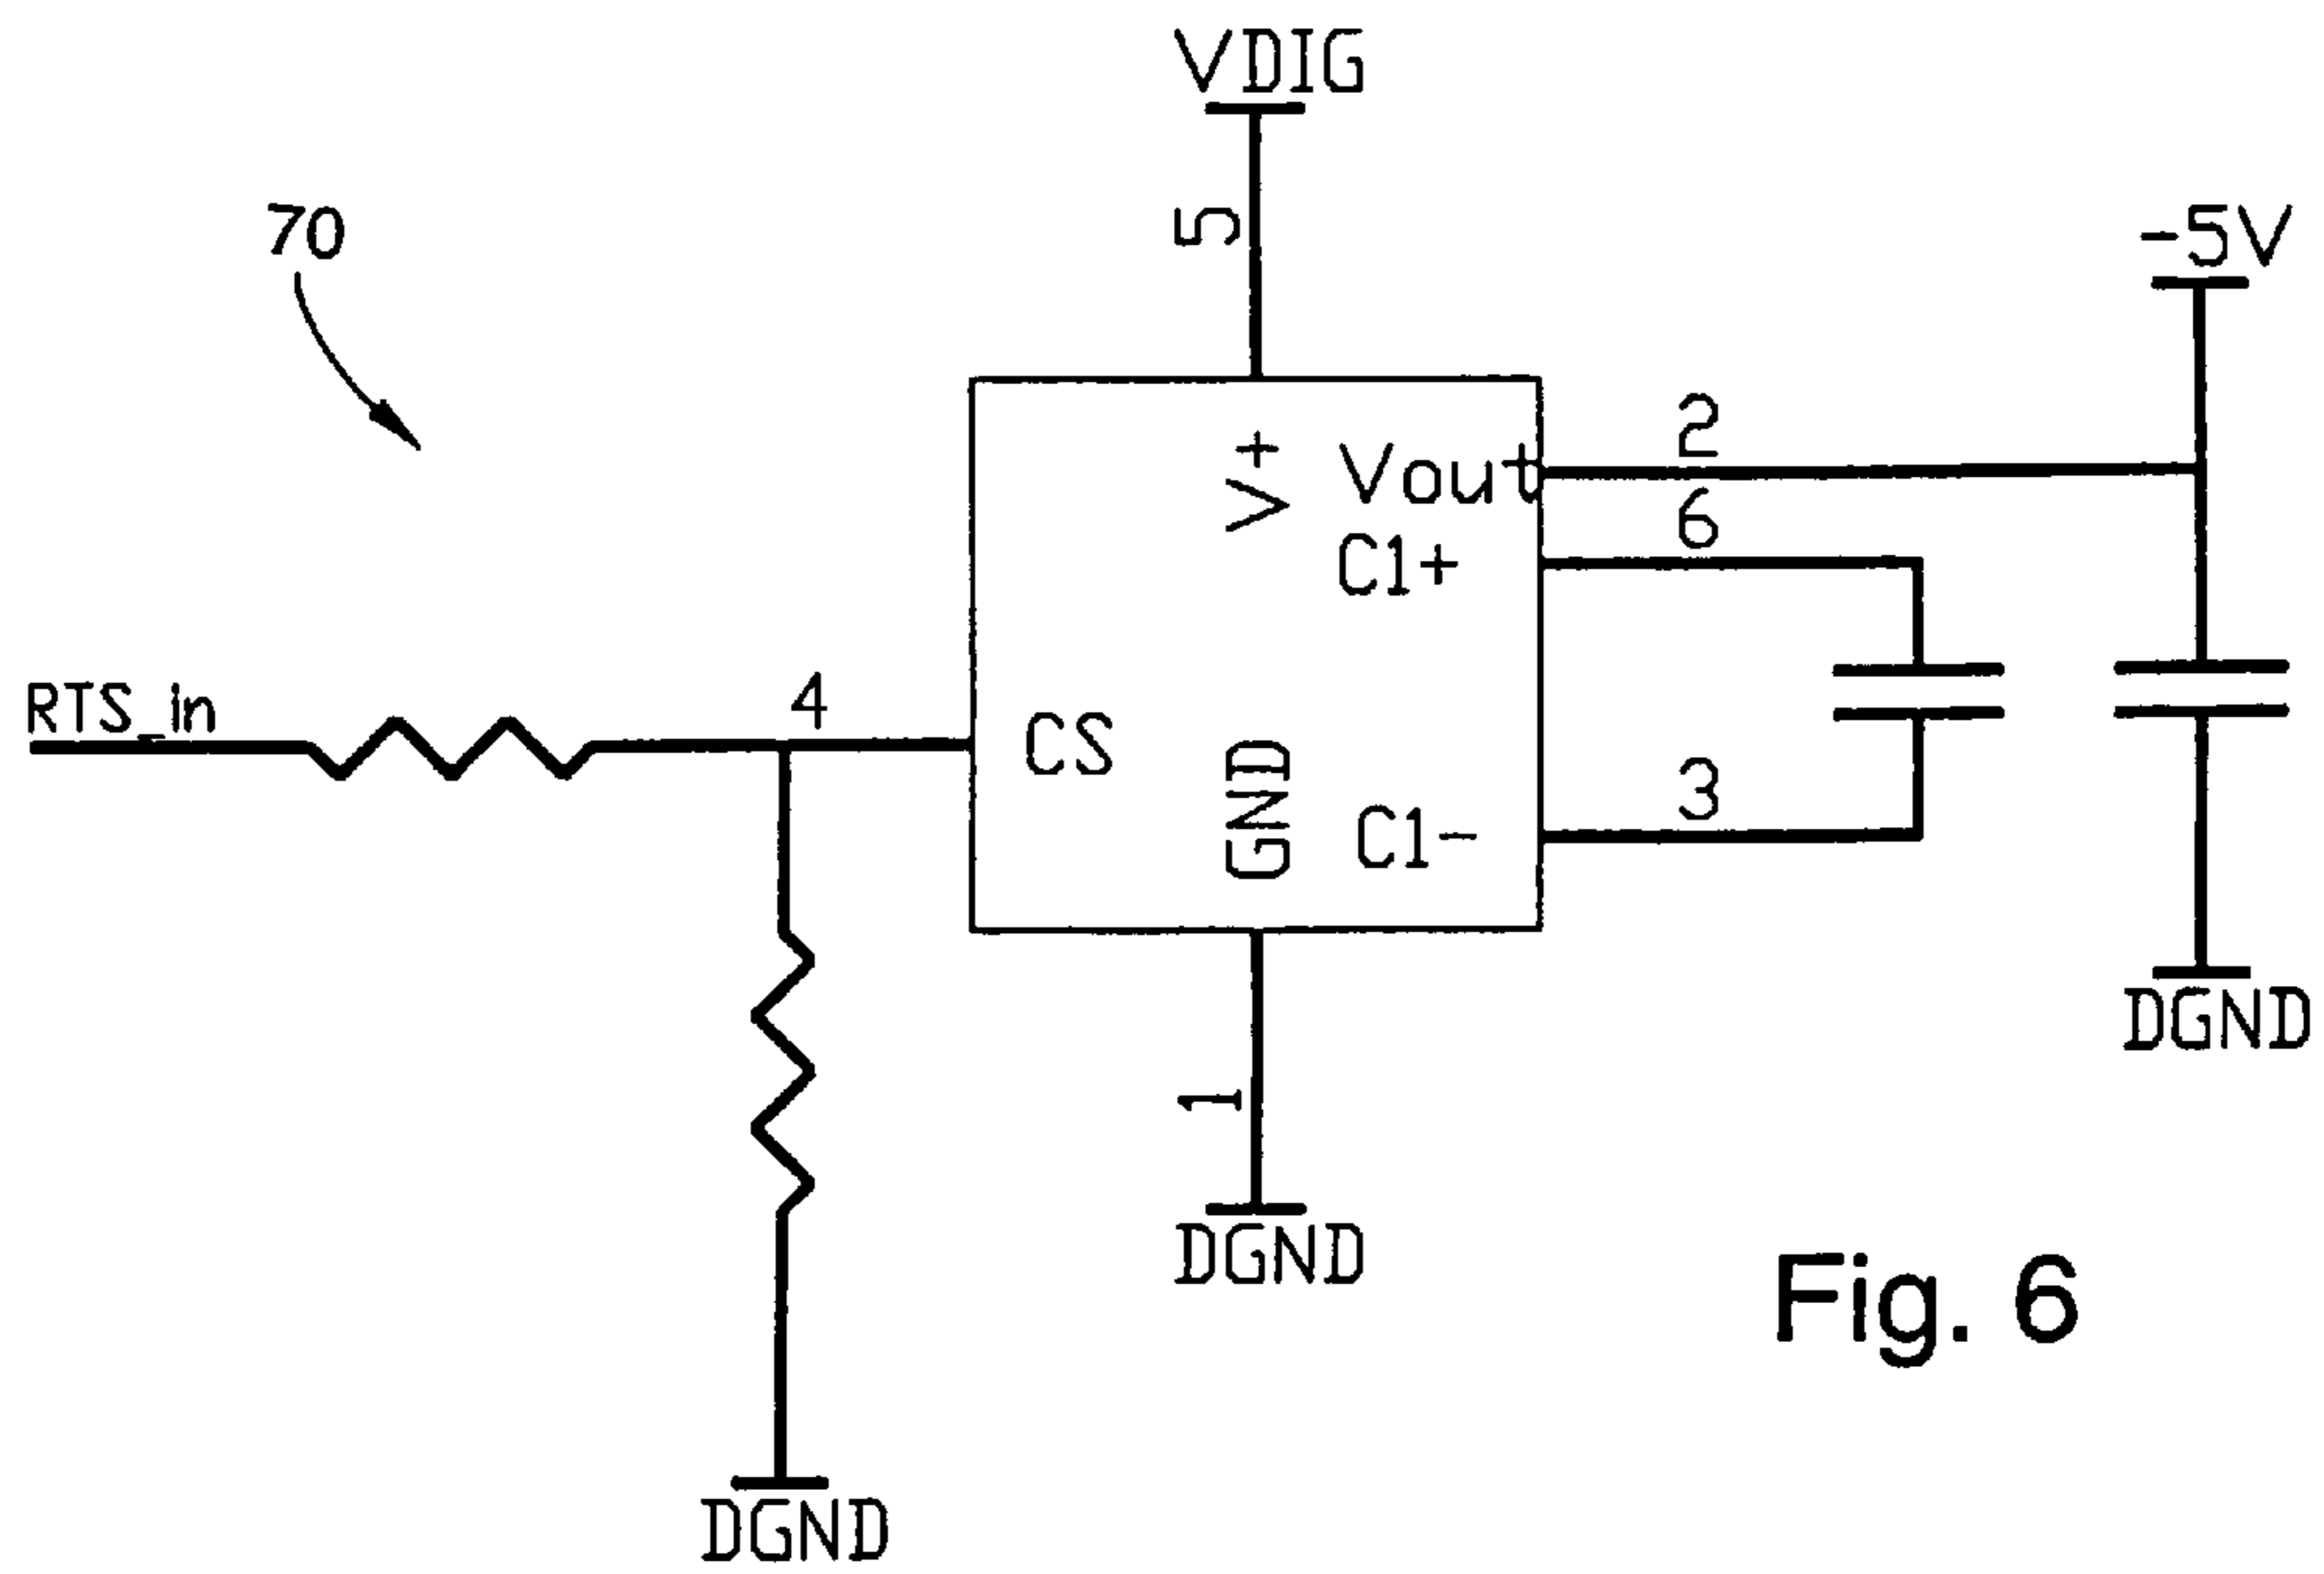 VDIG
70
5
-5V
2
V+
Vout
6
C1+
RTS_in
4
CS
GND
3
C1-
1
DGND
DGND
Fig. 6
DGND